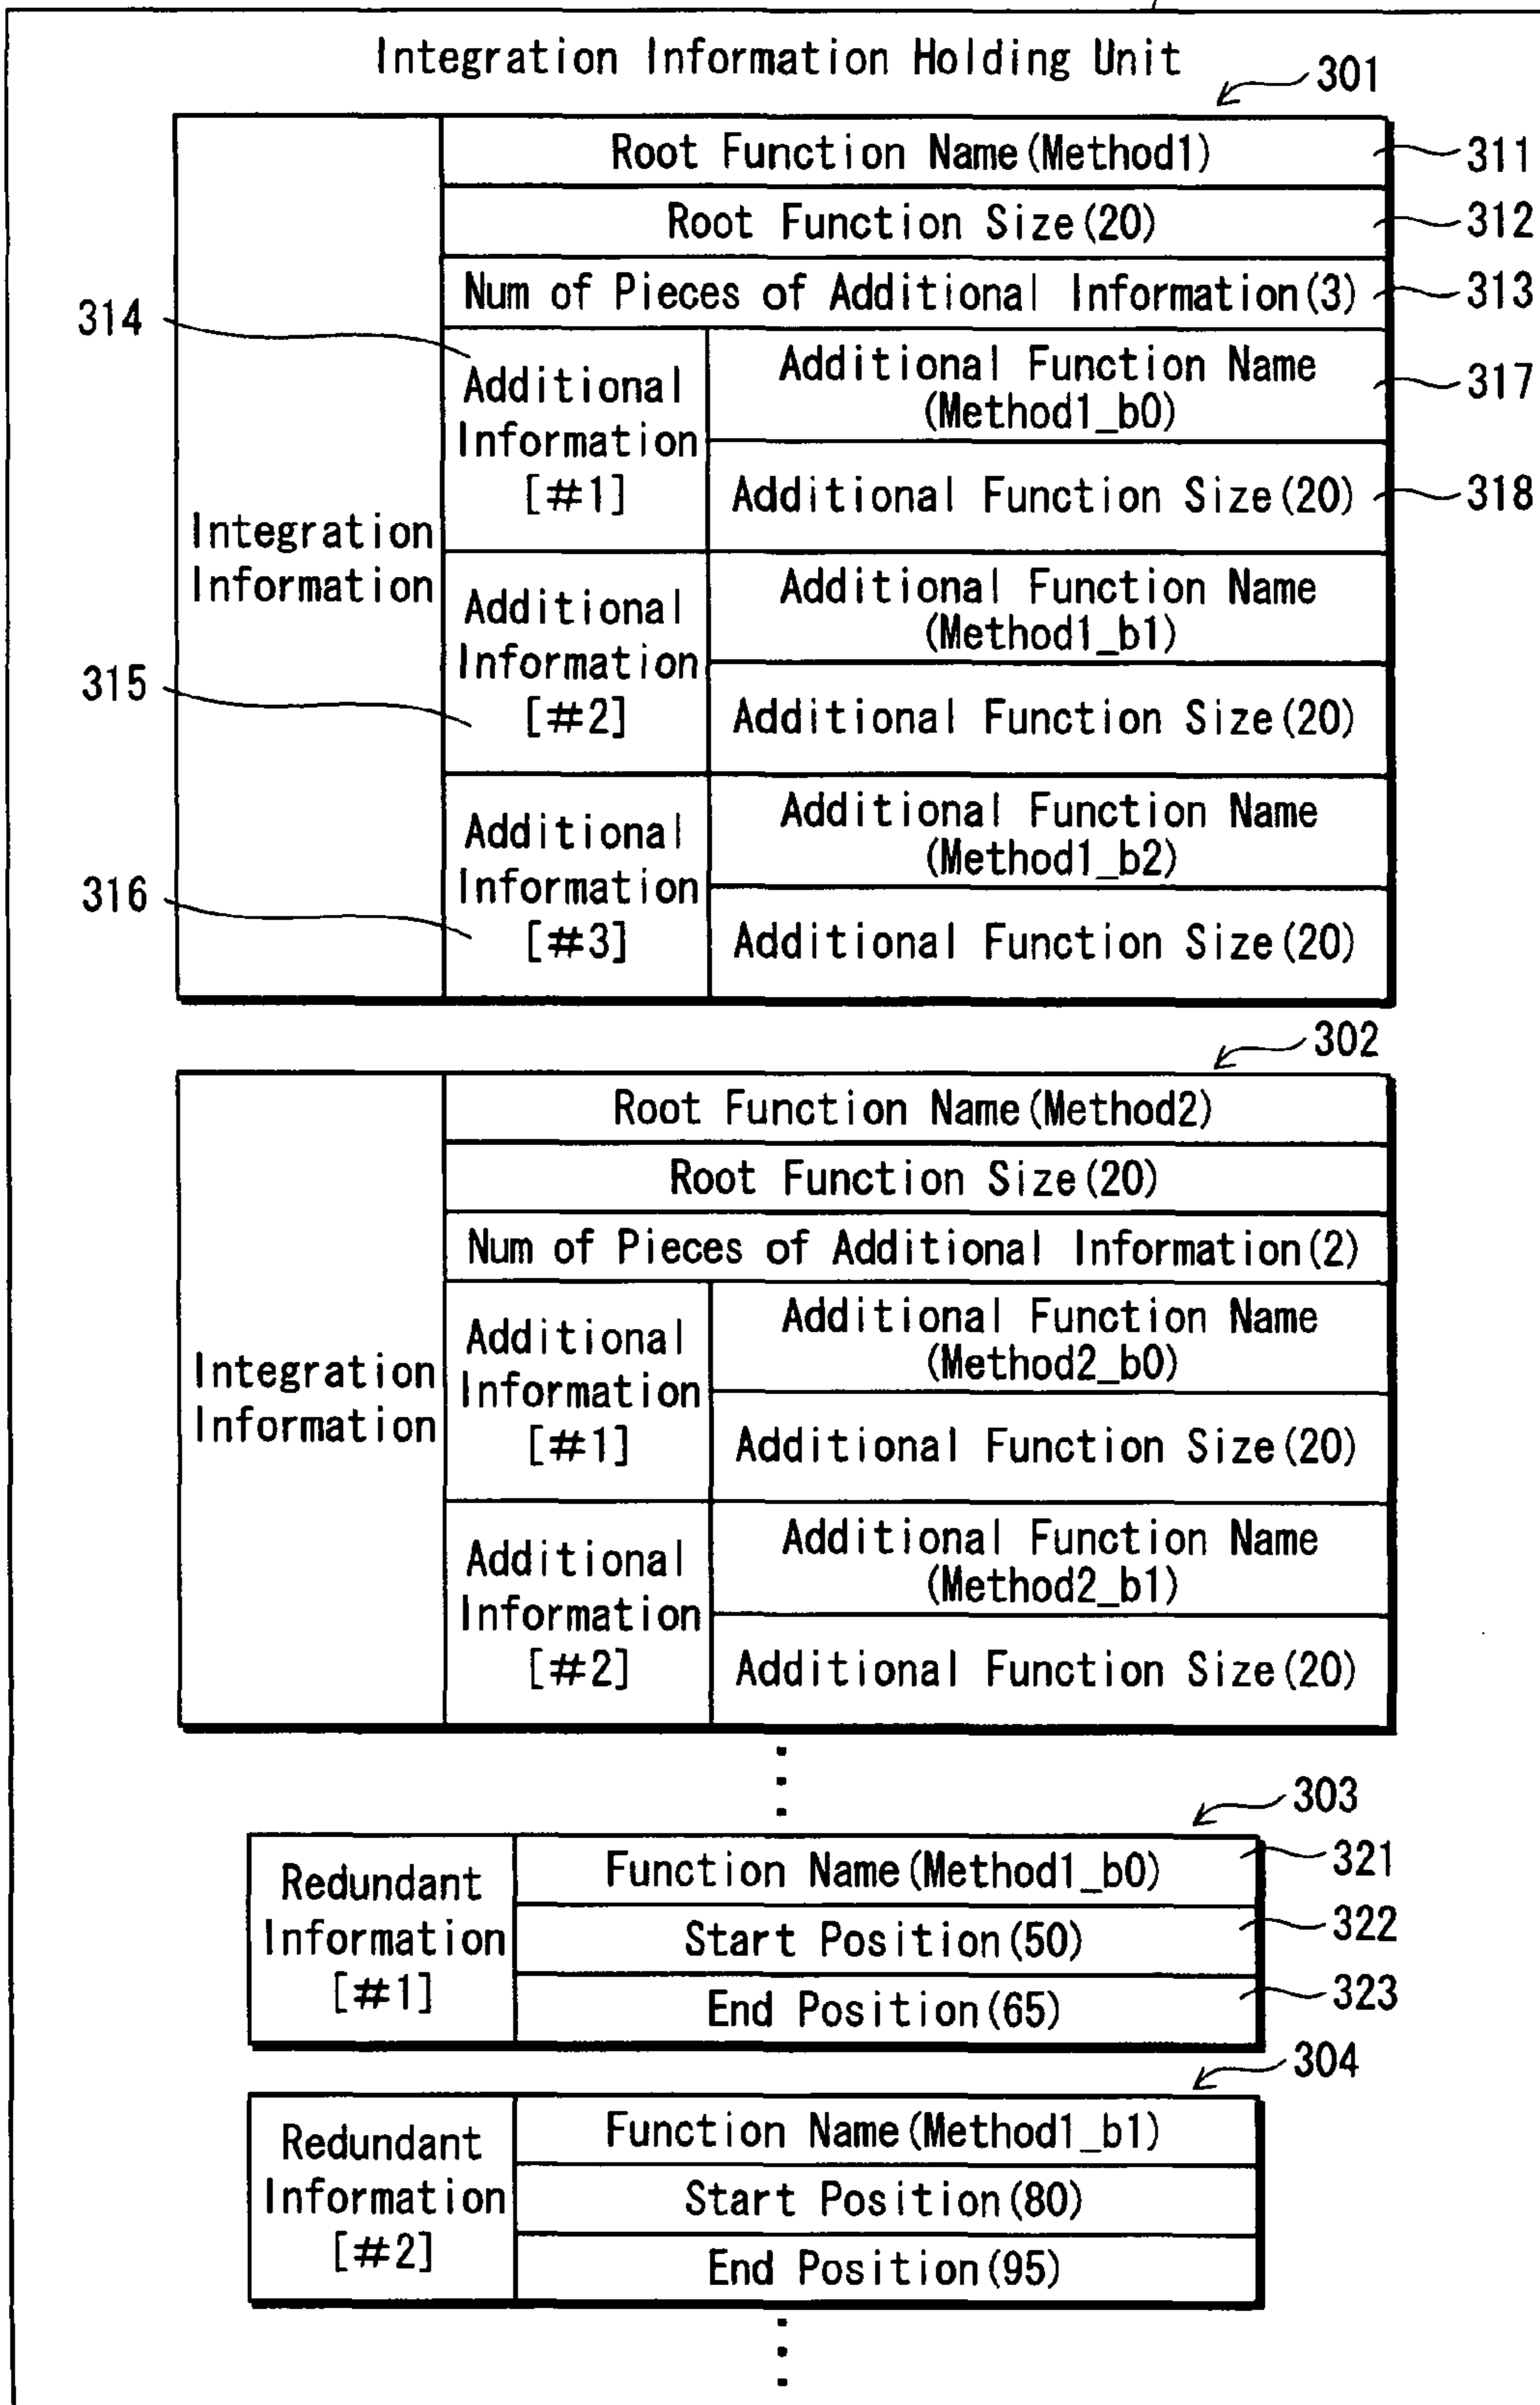 Integration Information Holding Unit
301
Root Function Name(Method1)
311
Root Function Size(20)
312
Num of Pieces of Additional Information(3)
313
314
Additional
Information
[#1]
Additional Function Name
(Method1_b0)
317
Additional Function Size(20)
318
Integration
Information
315
Additional
Information
[#2]
Additional Function Name
(Method1_b1)
Additional Function Size(20)
316
Additional
Information
[#3]
Additional Function Name
(Method1_b2)
Additional Function Size(20)
302
Root Function Name(Method2)
Root Function Size(20)
Num of Pieces of Additional Information(2)
Integration
Information
Additional
Information
[#1]
Additional Function Name
(Method2_b0)
Additional Function Size(20)
Additional
Information
[#2]
Additional Function Name
(Method2_b1)
Additional Function Size(20)
303
Redundant
Information
[#1]
Function Name(Method1_b0)
321
Start Position(50)
322
End Position(65)
323
304
Redundant
Information
[#2]
Function Name(Method1_b1)
Start Position(80)
End Position(95)